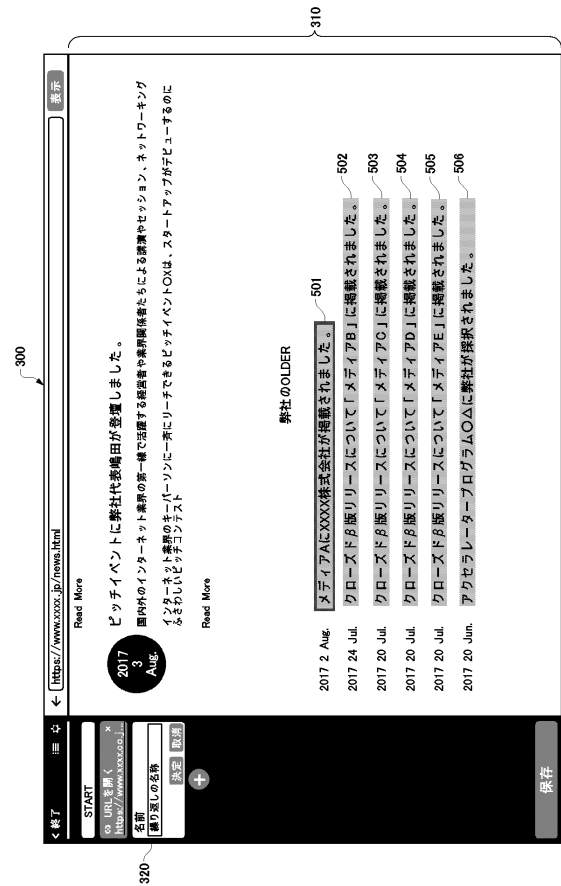 300
310
320
< 終了
START
URLを開く ×
https://www.xxxx.co.j...
名前
繰り返しの名称
決定 取消
+
保存
← https://www.xxxx.jp/news.html 表示
Read More
2017
3
Aug.
ピッチイベントに弊社代表嶋田が登壇しました。
国内外のインターネット業界の第一線で活躍する経営者や業界関係者たちによる講演やセッション、ネットワーキング
インターネット業界のキーパーソンに一斉にリーチできるピッチイベント〇Xは、スタートアップがデビューするのに
ふさわしいピッチコンテスト
Read More
弊社のOLDER
2017 2 Aug. メディアAにXXXX株式会社が掲載されました。 501
2017 24 Jul. クローズドβ版リリースについて「メディアB」に掲載されました。 502
2017 20 Jul. クローズドβ版リリースについて「メディアC」に掲載されました。 503
2017 20 Jul. クローズドβ版リリースについて「メディアD」に掲載されました。 504
2017 20 Jul. クローズドβ版リリースについて「メディアE」に掲載されました。 505
2017 20 Jun. アクセラレータープログラム〇△に弊社が採択されました。 506